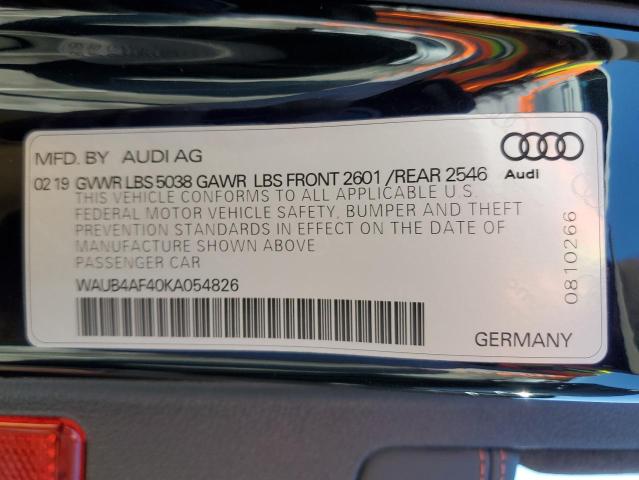 MFD. BY AUDI AG
02 19 GVWR LBS 5038 GAWR LBS FRONT 2601 /REAR 2546
THIS VEHICLE CONFORMS TO ALL APPLICABLE U.S.
FEDERAL MOTOR VEHICLE SAFETY, BUMPER AND THEFT
PREVENTION STANDARDS IN EFFECT ON THE DATE OF
MANUFACTURE SHOWN ABOVE
PASSENGER CAR
WAUB4AF40KA054826
Audi
0810266
GERMANY